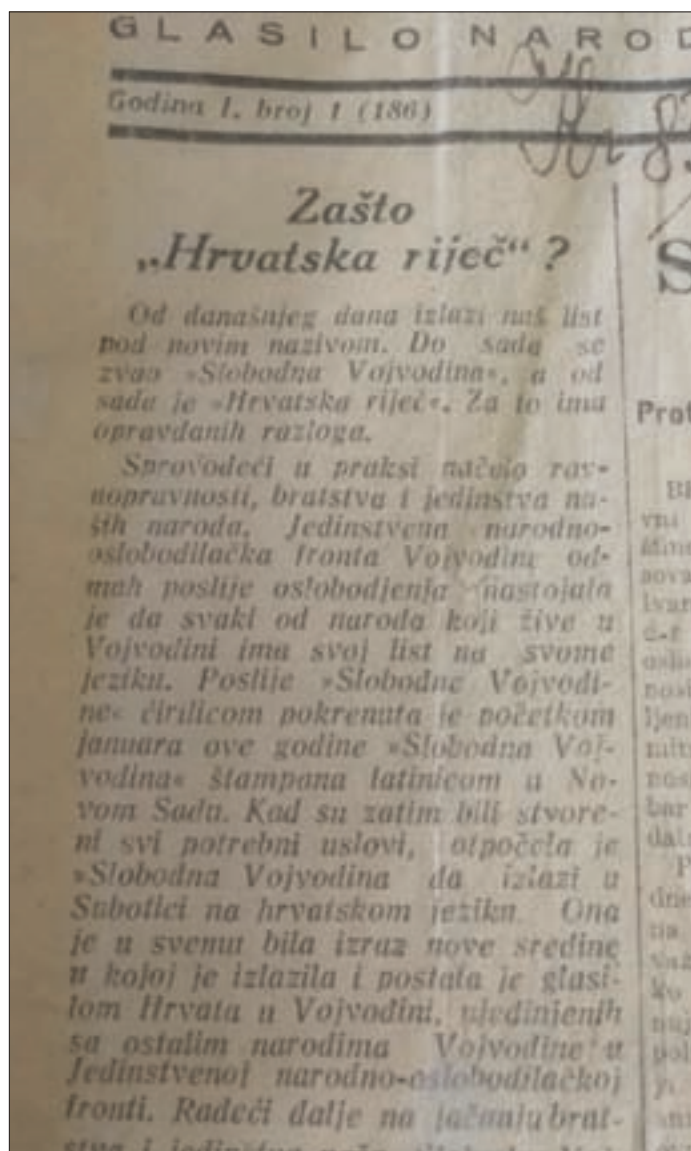 GLASILO NAROD
Godina 1. broj 1 (186)
Zašto
„Hrvatska riječ“ ?
Od današnjeg dana izlazi naš list
pod novim nazivom. Do sada se
zvao »Slobodna Vojvodina«, a od
sada je »Hrvatska riječ«. Za to ima
opravdanih razloga.
Sprovodeći u praksi načelo rav-
nopravnosti, bratstva i jedinstva na-
ših naroda, Jedinstvena narodno-
oslobodilačka fronta Vojvodine od-
mah poslije oslobodjenja nastojala
je da svaki od naroda koji žive u
Vojvodini ima svoj list na svome
jeziku. Poslije »Slobodne Vojvodi-
ne« ćirilicom pokrenuta je početkom
januara ove godine »Slobodna Voj-
vodina« štampana latinicom u No-
vom Sadu. Kad su zatim bili stvore-
ni svi potrebni uslovi, otpočela je
»Slobodna Vojvodina da izlazi u
Subotici na hrvatskom jeziku. Ona
je u svemu bila izraz nove sredine
u kojoj je izlazila i postala je glasi-
lom Hrvata u Vojvodini, ujedinjenih
sa ostalim narodima Vojvodine u
Jedinstvenoj narodno-oslobodilačkoj
fronti. Radeći dalje na jačanju brat-
S
Prot